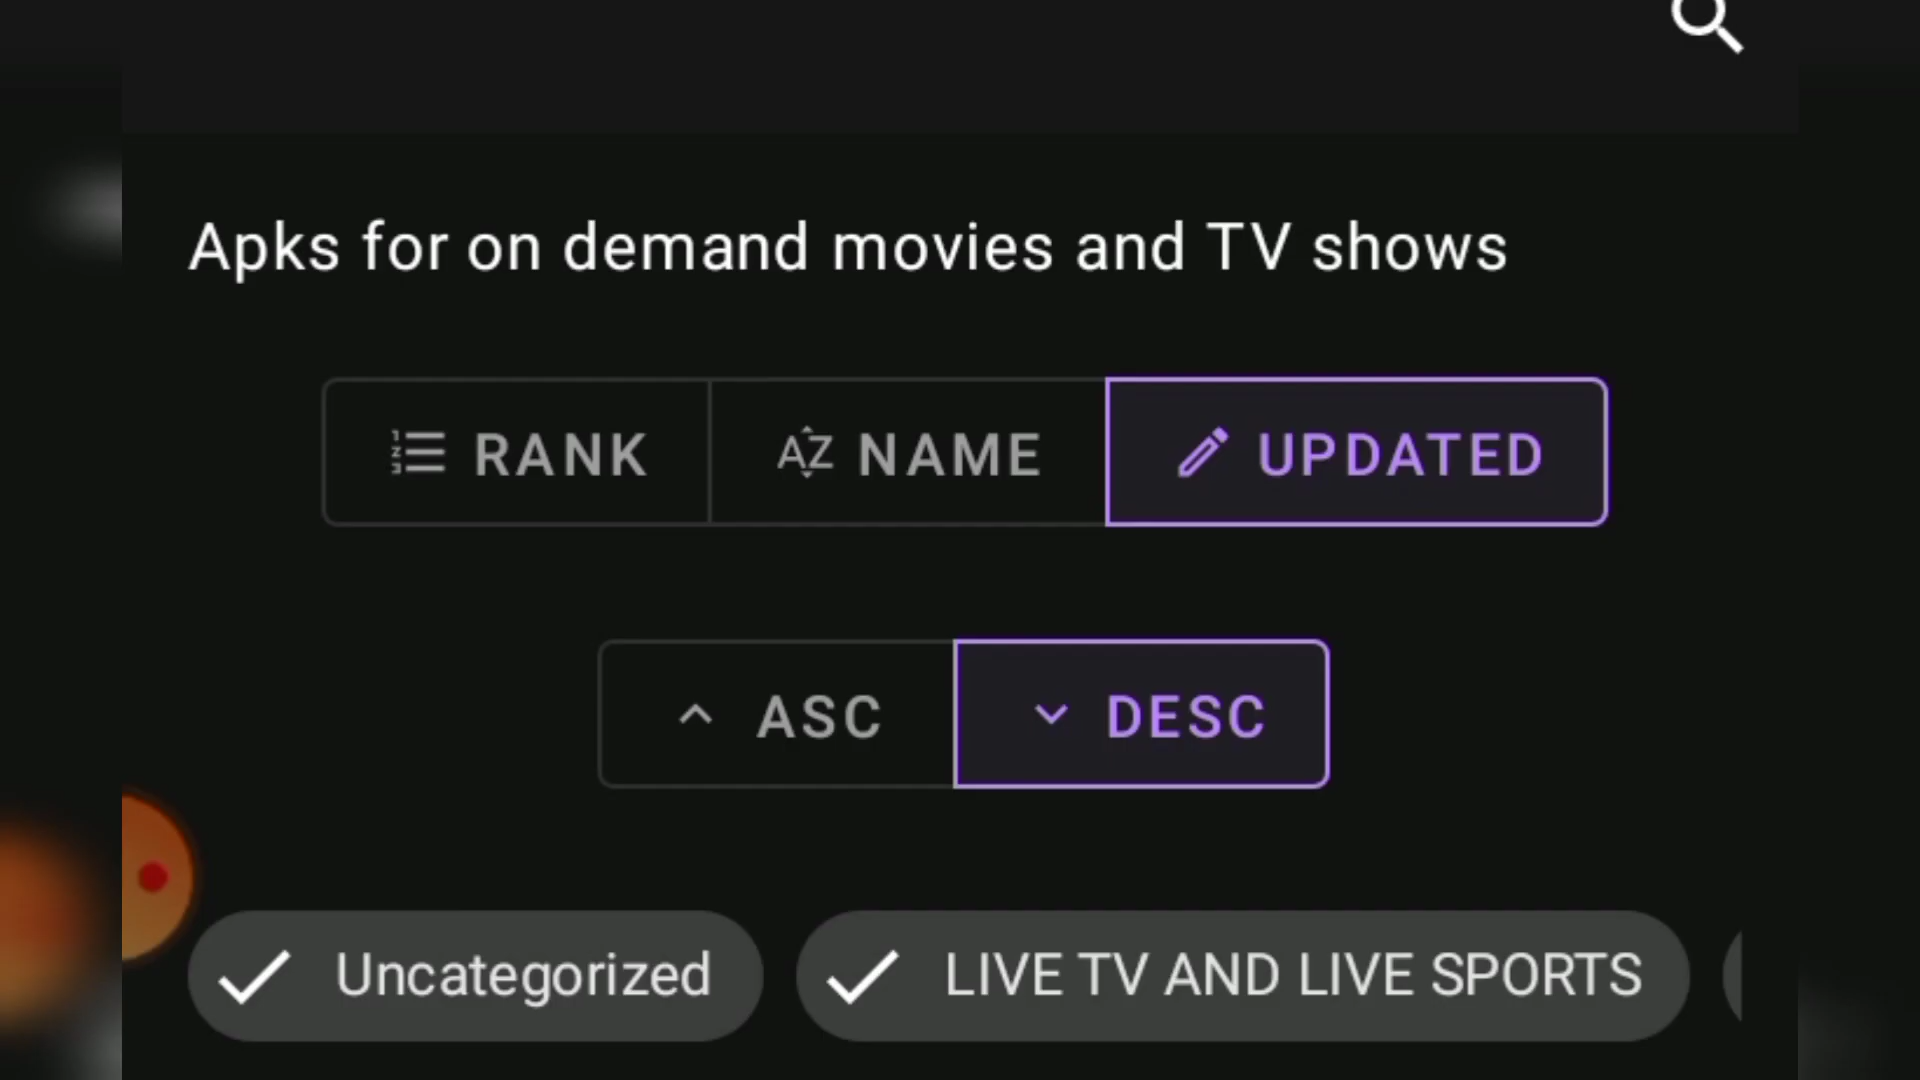 Apks for on demand movies and TV shows
RANK NAME UPDATED
ASC DESC
Uncategorized LIVE TV AND LIVE SPORTS